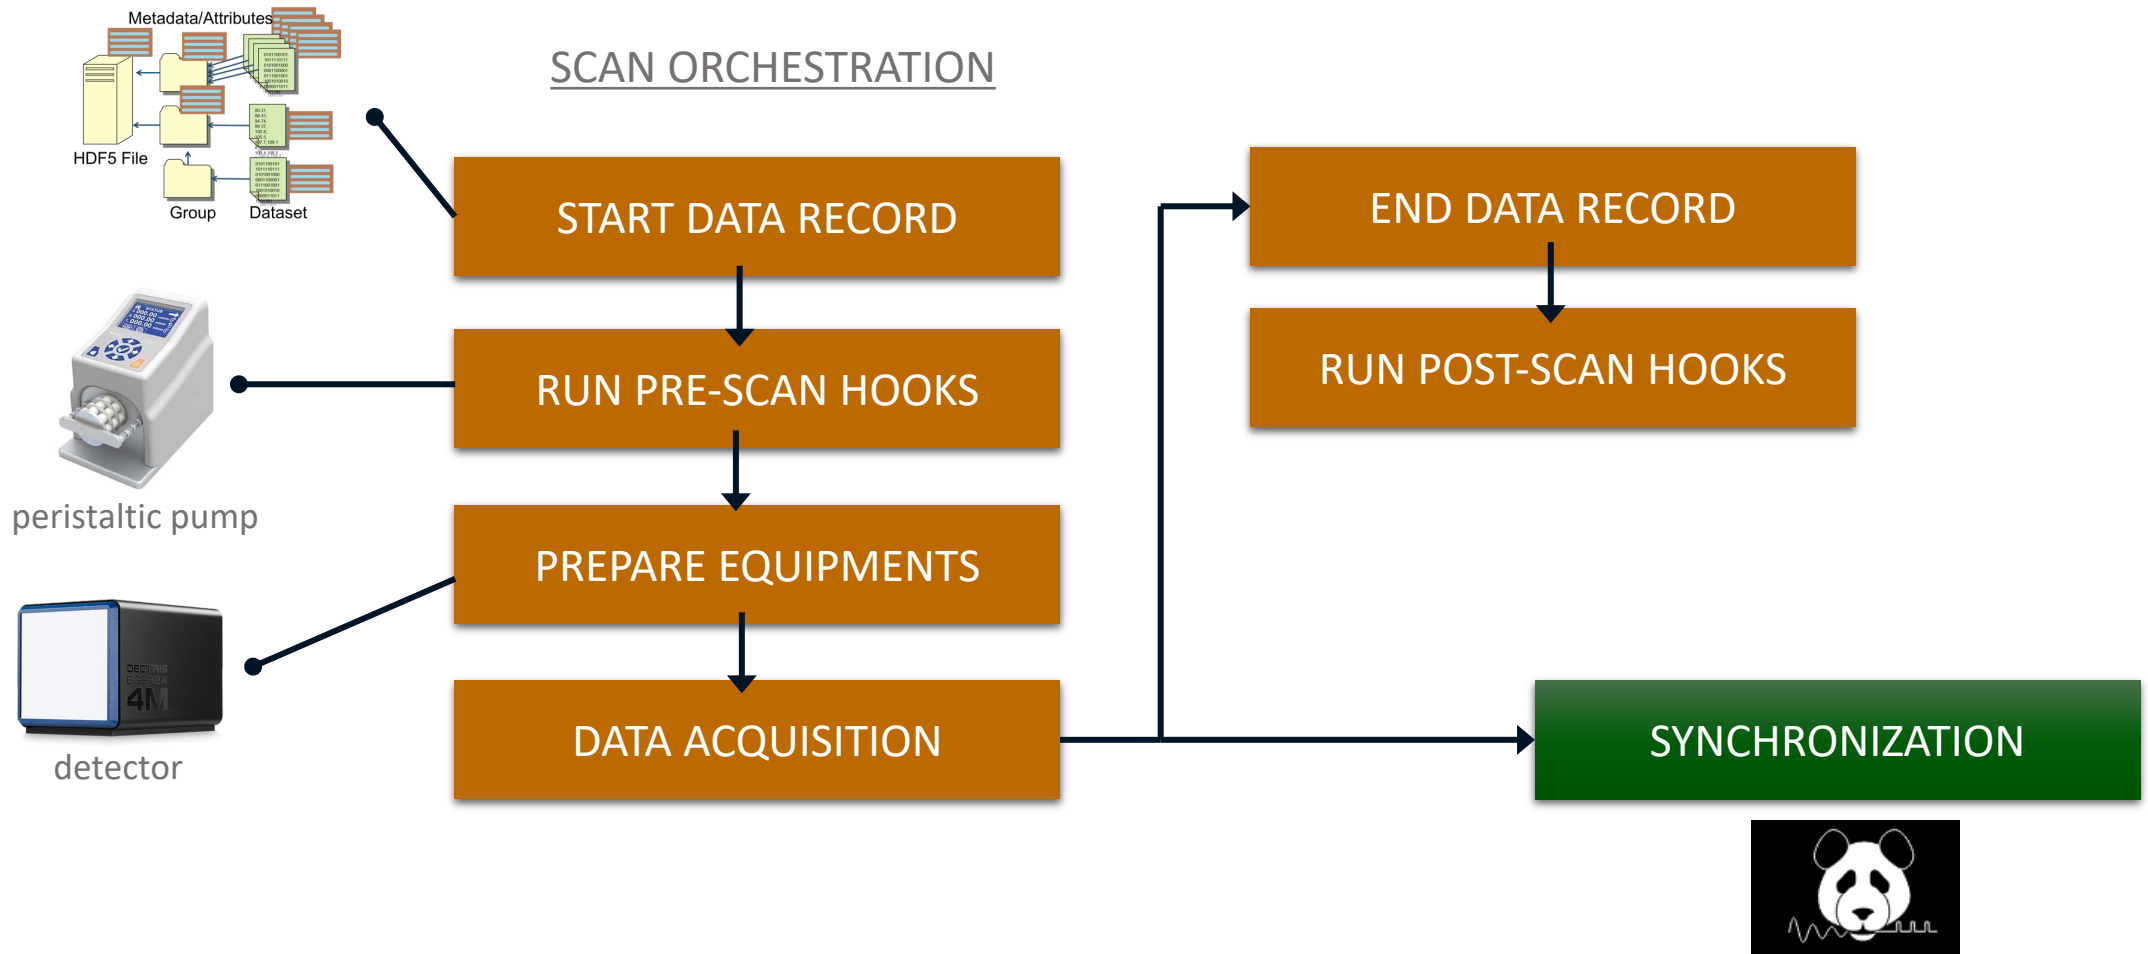 Metadata/Attributes
HDF5 File
Group
Dataset
SCAN ORCHESTRATION
START DATA RECORD
RUN PRE-SCAN HOOKS
PREPARE EQUIPMENTS
DATA ACQUISITION
END DATA RECORD
RUN POST-SCAN HOOKS
SYNCHRONIZATION
peristaltic pump
DECTRIS
4M
detector